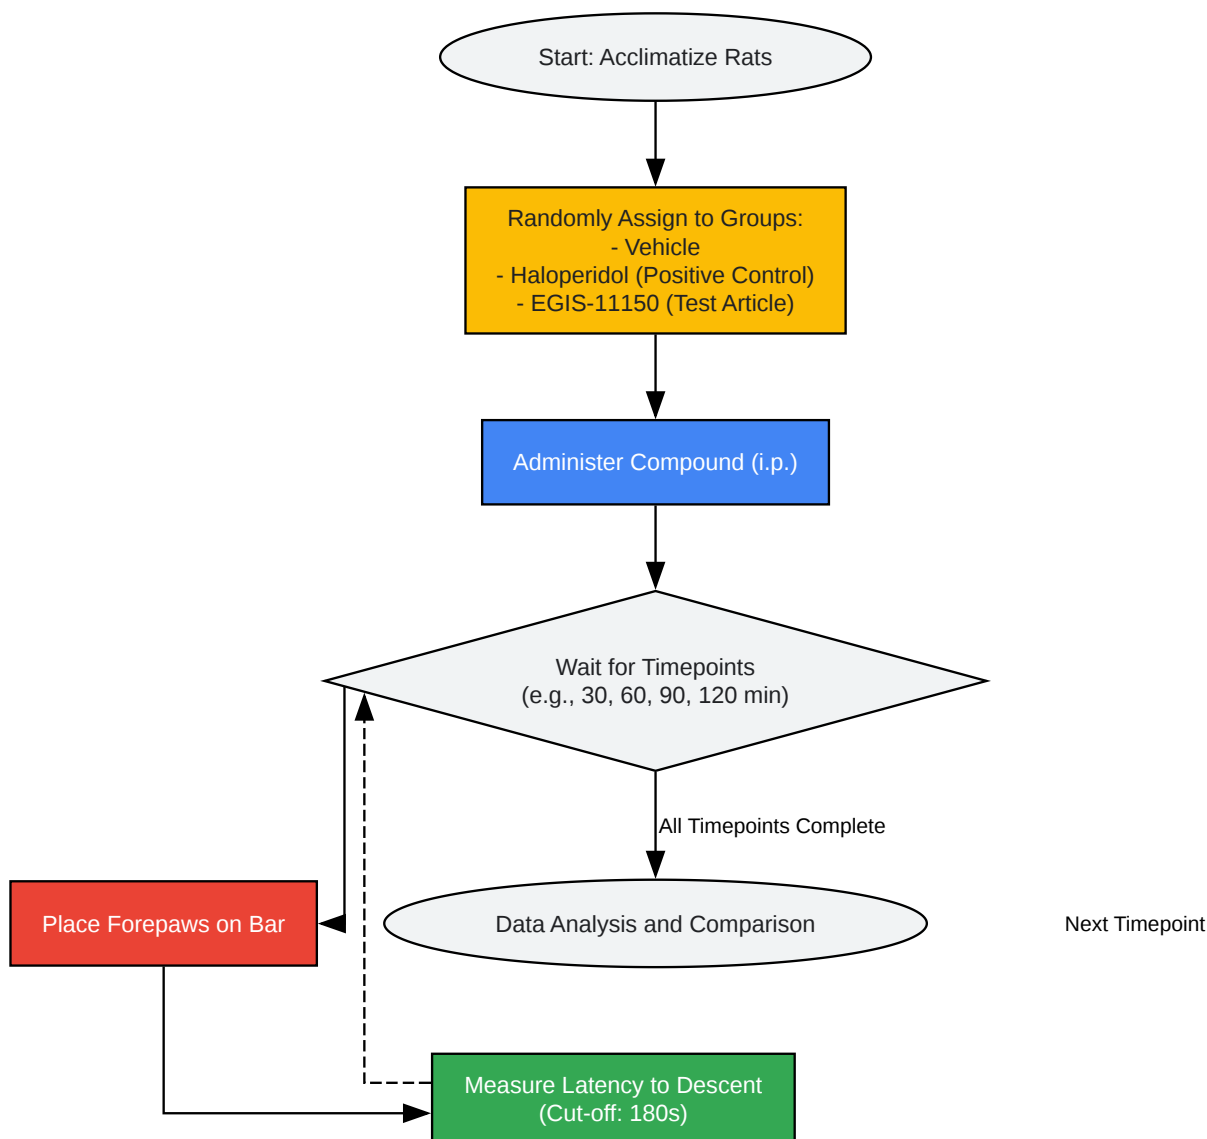 Start: Acclimatize Rats
Randomly Assign to Groups:
- Vehicle
- Haloperidol (Positive Control)
- EGIS-11150 (Test Article)
Administer Compound (i.p.)
Wait for Timepoints
(e.g., 30, 60, 90, 120 min)
All Timepoints Complete
Place Forepaws on Bar
Data Analysis and Comparison
Next Timepoint
Measure Latency to Descent
(Cut-off: 180s)